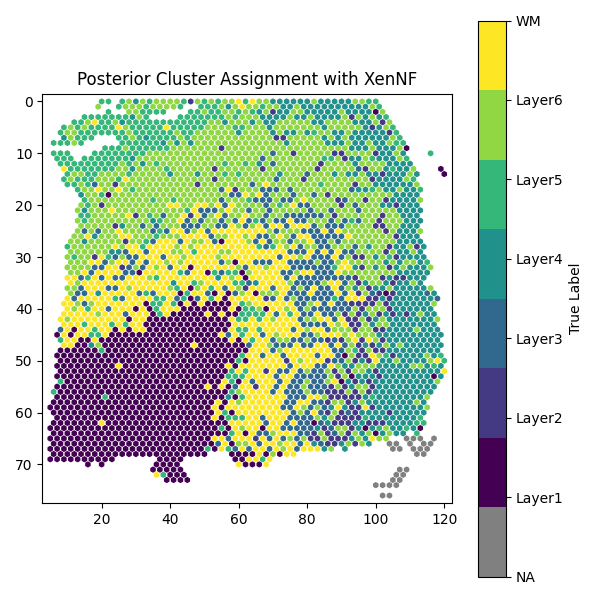 Posterior Cluster Assignment with XenNF
0
10
20
30
40
50
60
70
20
40
60
80
100
120
WM
Layer6
Layer5
Layer4
Layer3
Layer2
Layer1
NA
True Label